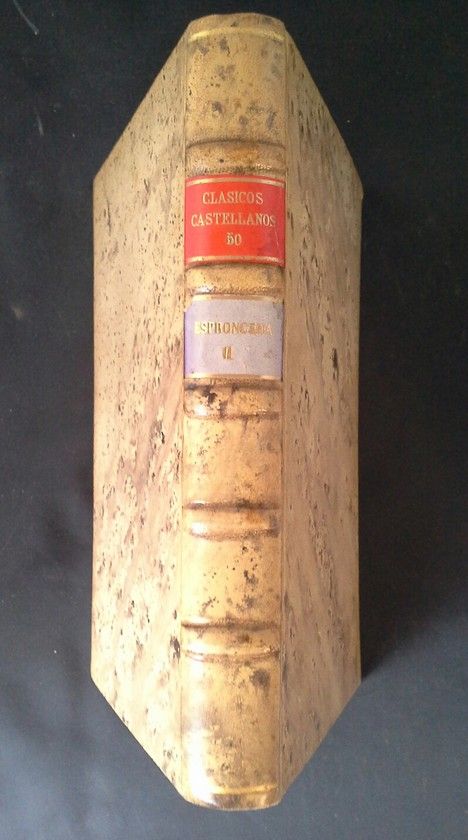 CLASICOS
CASTELLANOS
50
ESPRONCEDA
II